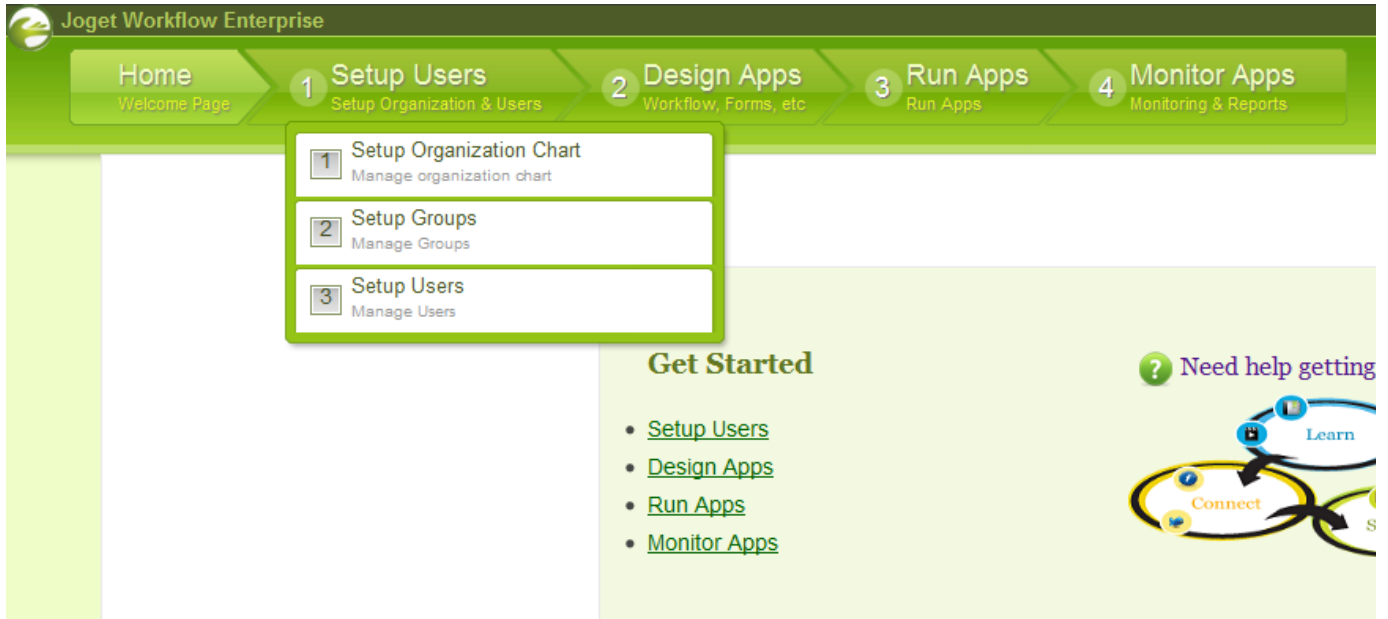 Joget Workflow Enterprise
Home
Welcome Page
1 Setup Users
Setup Organization & Users
2 Design Apps
Workflow, Forms, etc
3 Run Apps
Run Apps
4 Monitor Apps
Monitoring & Reports
1 Setup Organization Chart
Manage organization chart
2 Setup Groups
Manage Groups
3 Setup Users
Manage Users
Get Started
• Setup Users
• Design Apps
• Run Apps
• Monitor Apps
? Need help getting
Learn
Connect
S